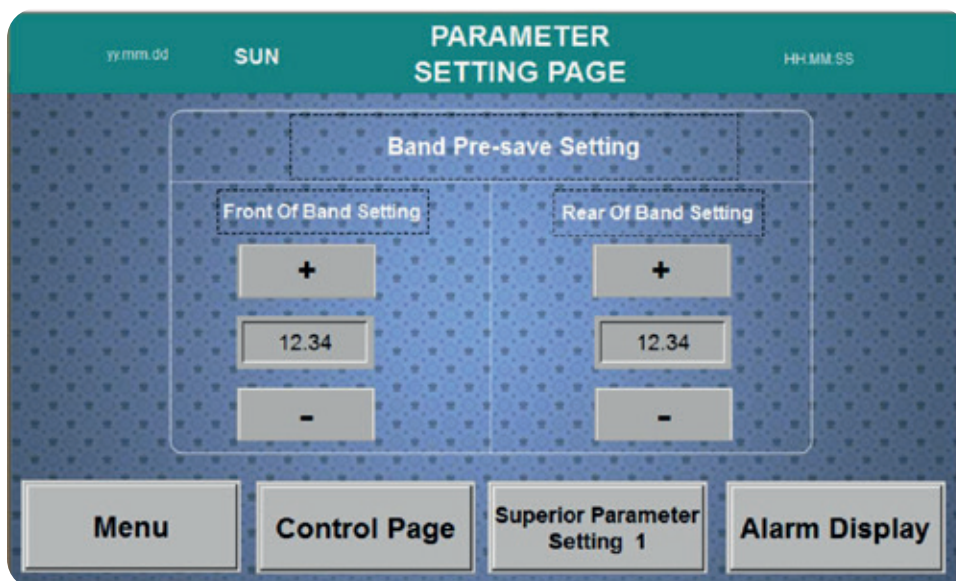 yy.mm.dd SUN PARAMETER SETTING PAGE HH.MM.SS
Band Pre-save Setting
Front Of Band Setting Rear Of Band Setting
+ +
12.34 12.34
- -
Menu Control Page Superior Parameter Setting 1 Alarm Display